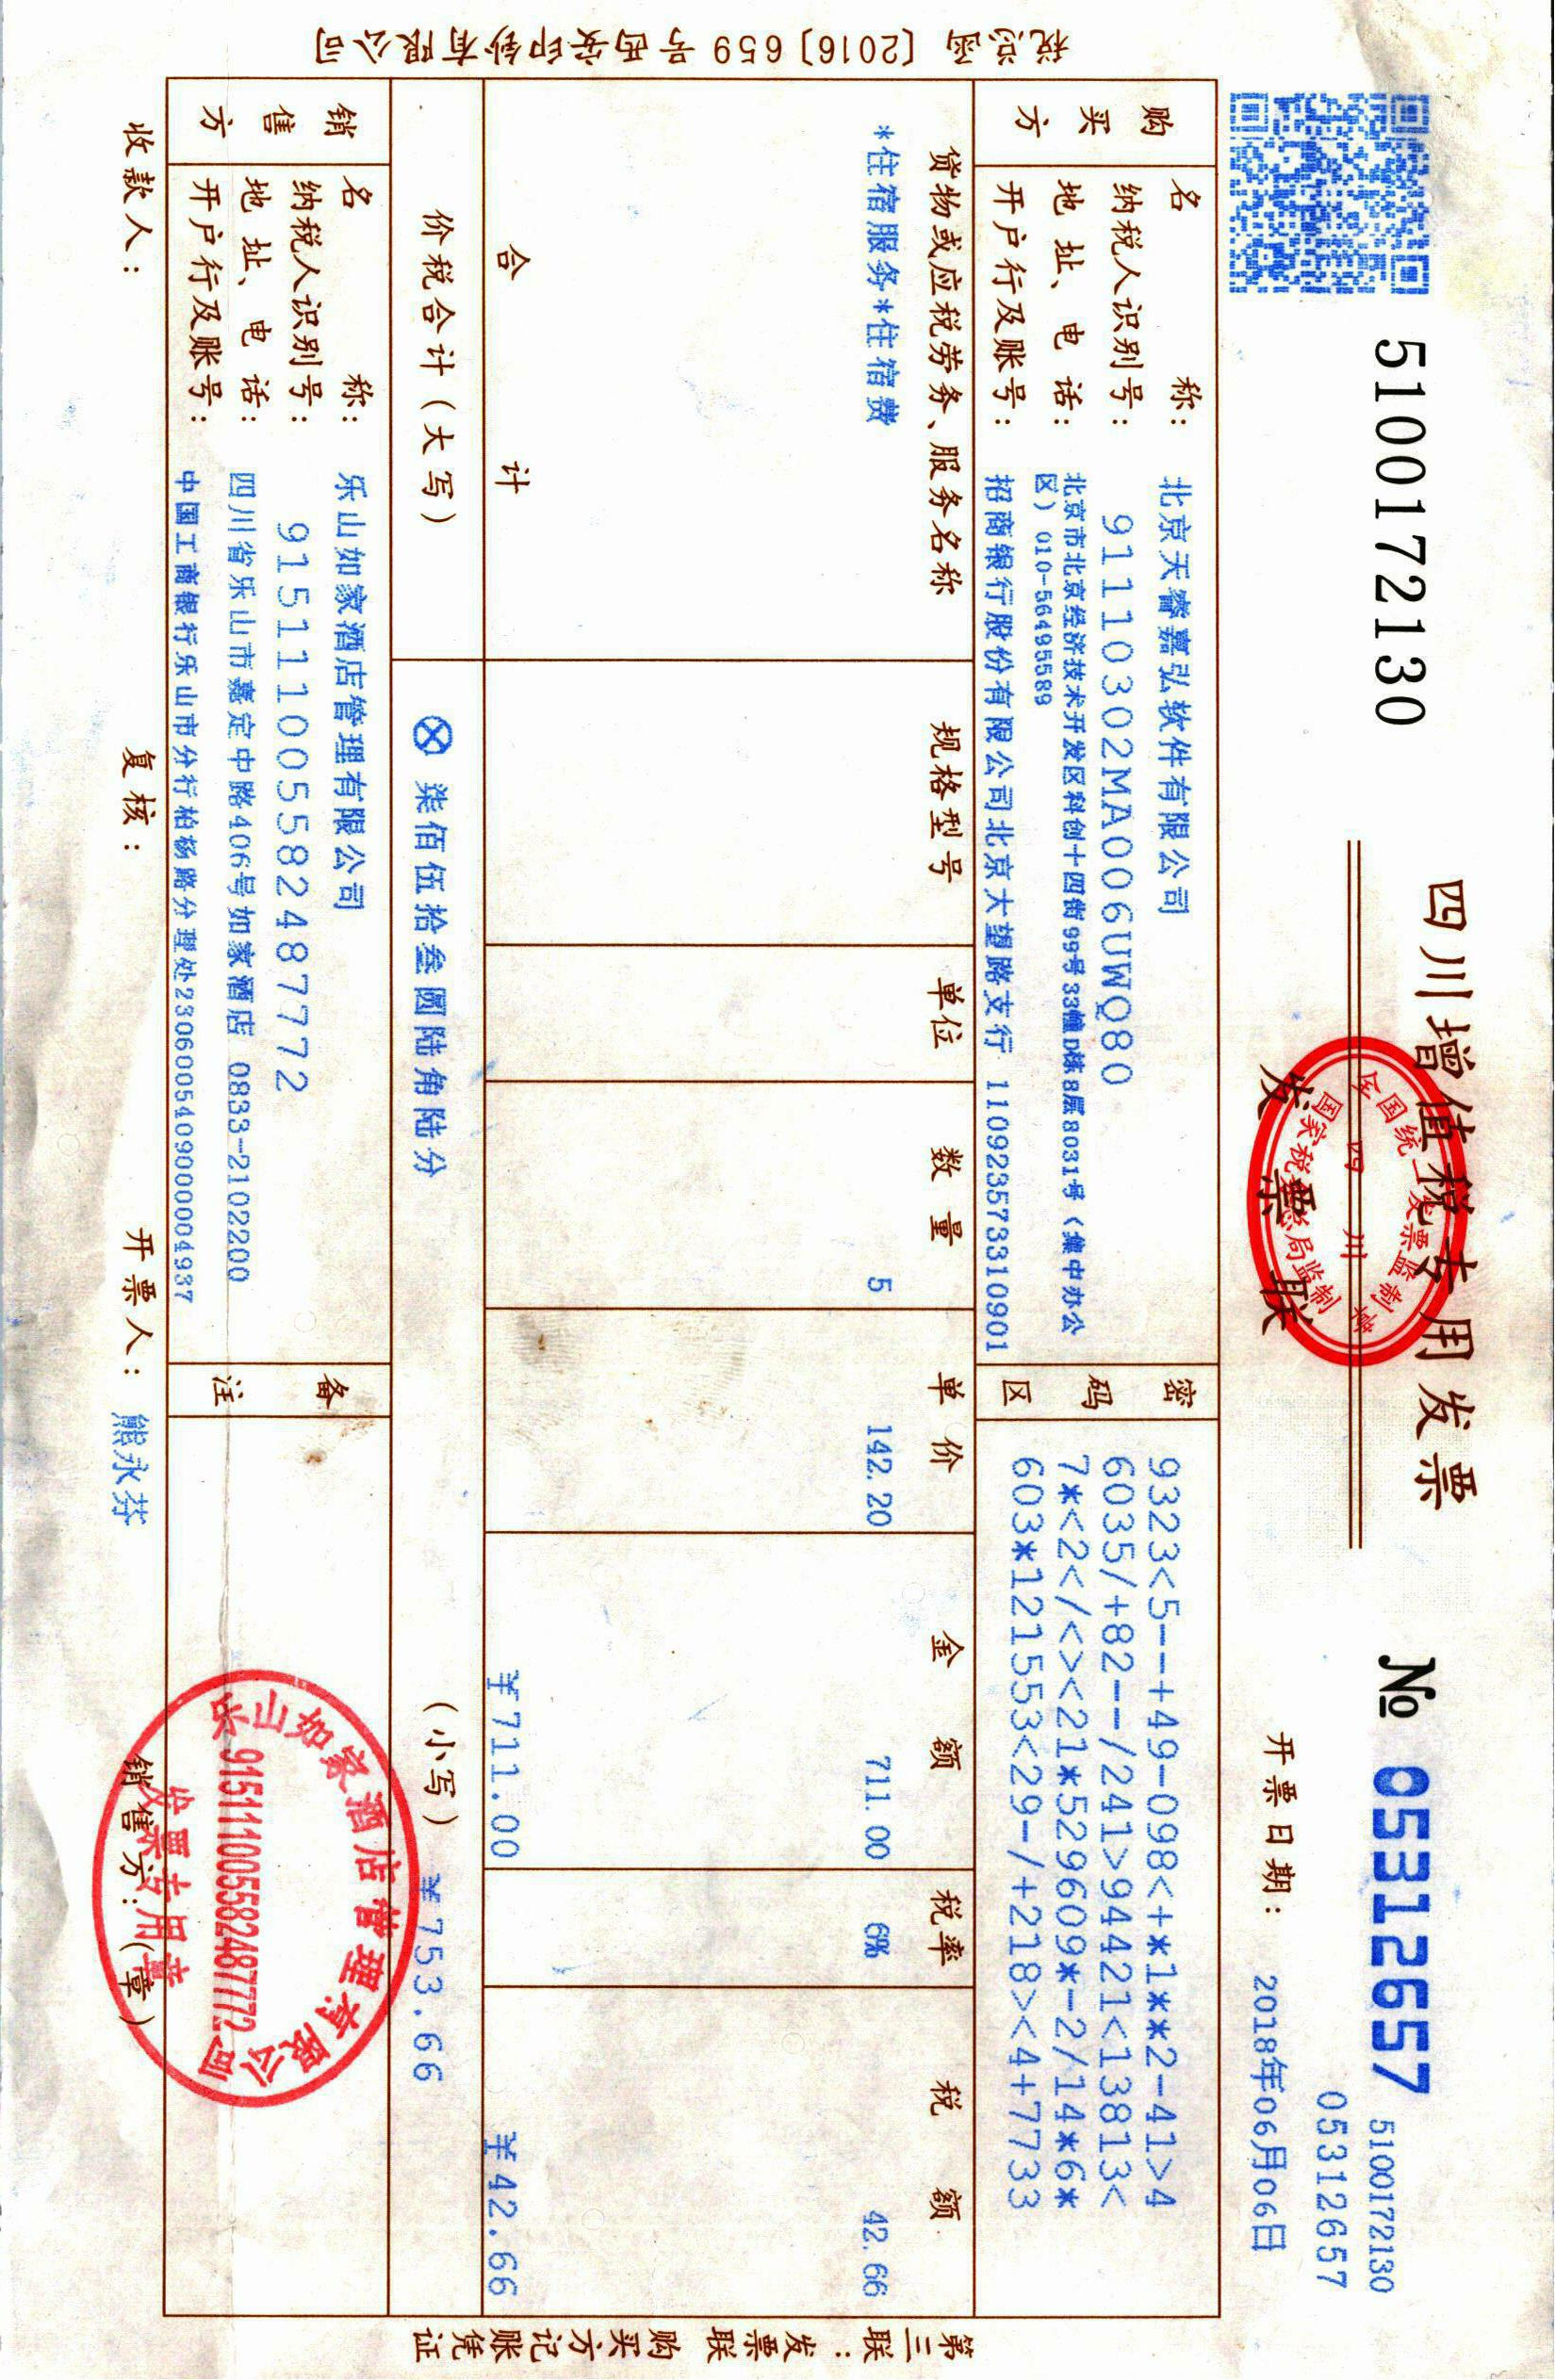 5100172130
四川增值税专用发票
№ 05312657
5100172130
05312657
发票联
全国统一发票监制章
四川
国家税务总局监制
开票日期: 2018年06月06日
税总函〔2016〕659号西安印钞有限公司
购买方
名称: 北京天睿嘉弘软件有限公司
纳税人识别号: 91110302MA006UWQ80
地址、电话: 北京市北京经济技术开发区科创十四街99号33幢D栋8层8031号(集中办公
区) 010-56495589
开户行及账号: 招商银行股份有限公司北京大望路支行 110923573310901
密码区
9323<5--+49-098<+*1**2-41>4
6035/+82--/241>94421<13813<
7*<2</<><21*529609*-2/14*6*
603*121553<29-/+218><4+7733
货物或应税劳务、服务名称 规格型号 单位 数量 单价 金额 税率 税额
*住宿服务*住宿费 5 142.20 711.00 6% 42.66
合计 ¥711.00 ¥42.66
价税合计(大写) ⊗ 柒佰伍拾叁圆陆角陆分 (小写) ¥753.66
销售方
名称: 乐山如家酒店管理有限公司
纳税人识别号: 915111005582487772
地址、电话: 四川省乐山市嘉定中路406号如家酒店 0833-2102200
开户行及账号: 中国工商银行乐山市分行柏杨路分理处2306005409000004937
备注
乐山如家酒店管理有限公司
915111005582487772
发票专用章
收款人: 复核: 开票人: 熊永芬 销售方:(章)
第三联:发票联 购买方记账凭证